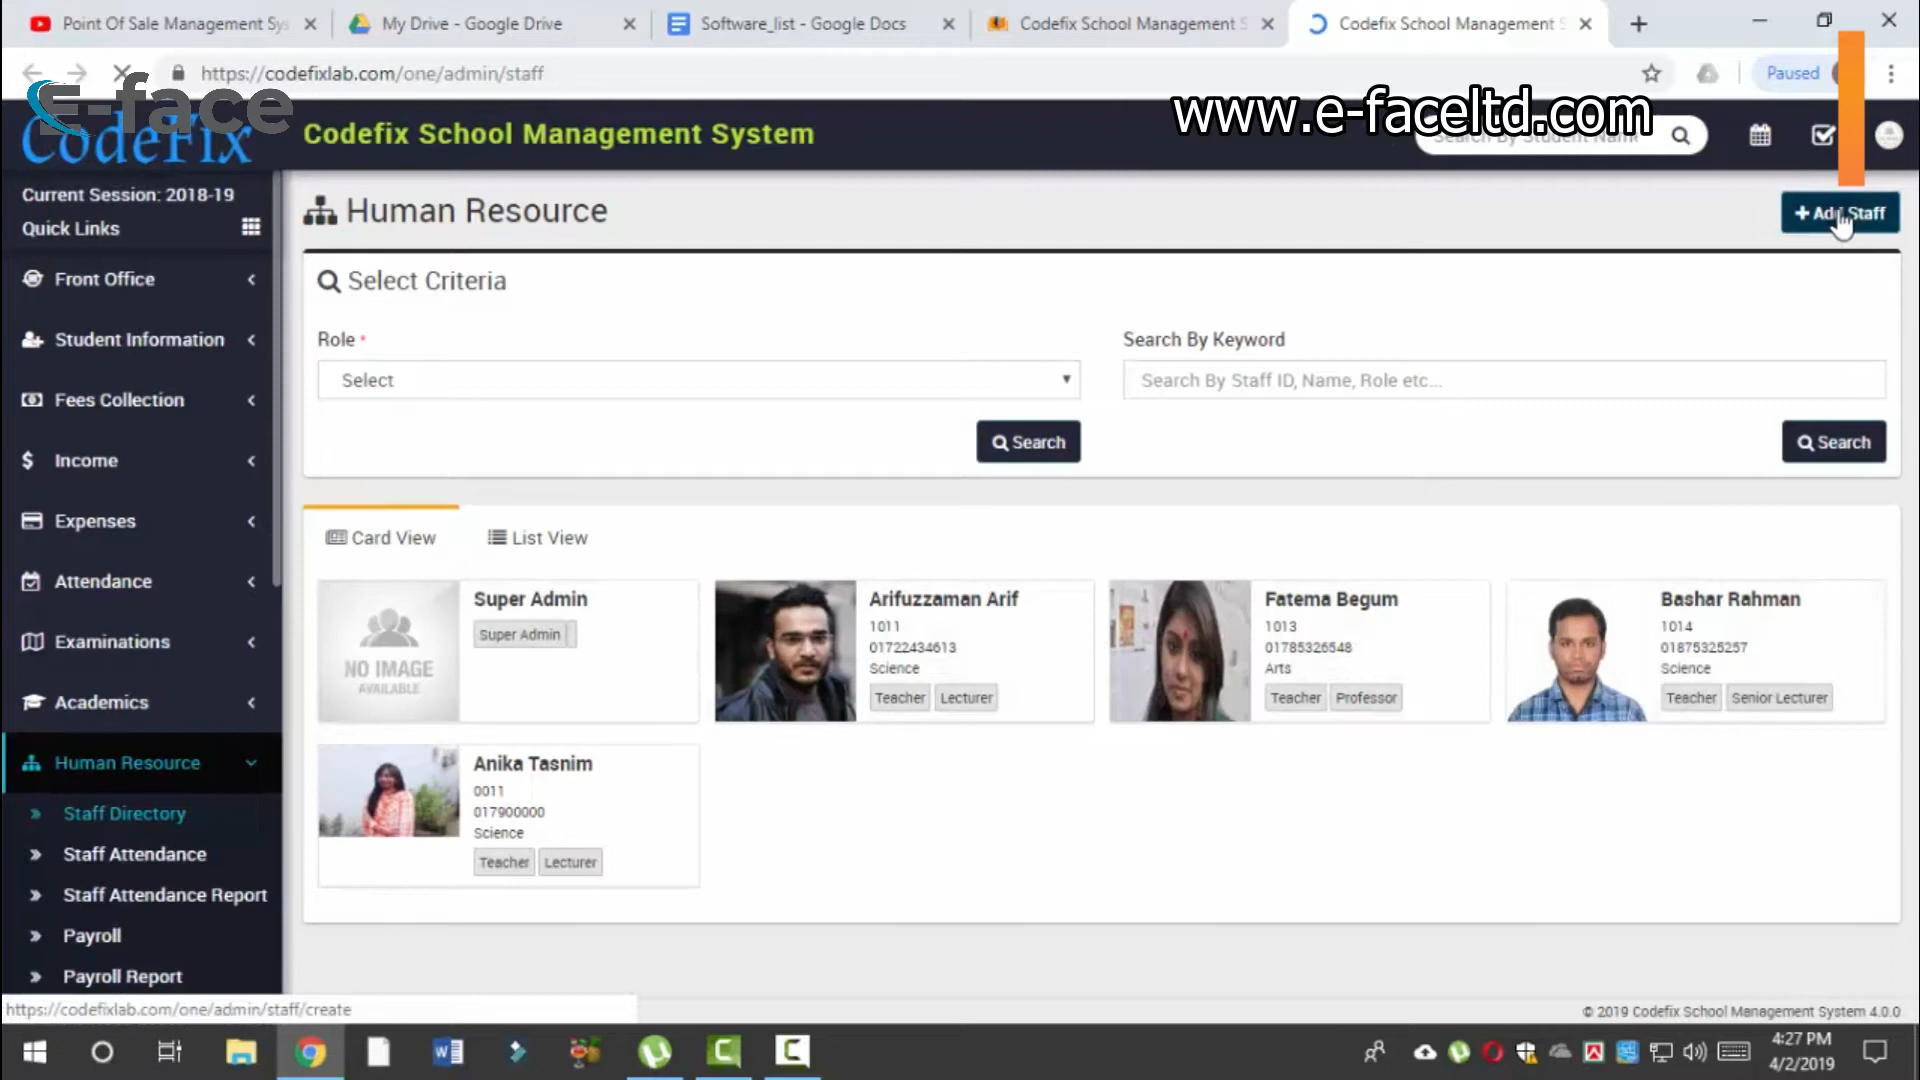 Point Of Sale Management Sys
My Drive - Google Drive
Software_list - Google Docs
Codefix School Management S
Codefix School Management S
https://codefixlab.com/one/admin/staff
Paused
E-face
www.e-faceltd.com
CodeFix
Codefix School Management System
Search By Student Name
Current Session: 2018-19
Quick Links
Human Resource
+ Add Staff
Front Office
Student Information
Fees Collection
Income
Expenses
Attendance
Examinations
Academics
Human Resource
Staff Directory
Staff Attendance
Staff Attendance Report
Payroll
Payroll Report
Select Criteria
Role *
Select
Search
Search By Keyword
Search By Staff ID, Name, Role etc...
Search
Card View
List View
NO IMAGE
AVAILABLE
Super Admin
Super Admin
Arifuzzaman Arif
1011
01722434613
Science
Teacher Lecturer
Fatema Begum
1013
01785326548
Arts
Teacher Professor
Bashar Rahman
1014
01875325257
Science
Teacher Senior Lecturer
Anika Tasnim
0011
017900000
Science
Teacher Lecturer
https://codefixlab.com/one/admin/staff/create
© 2019 Codefix School Management System 4.0.0
4:27 PM
4/2/2019